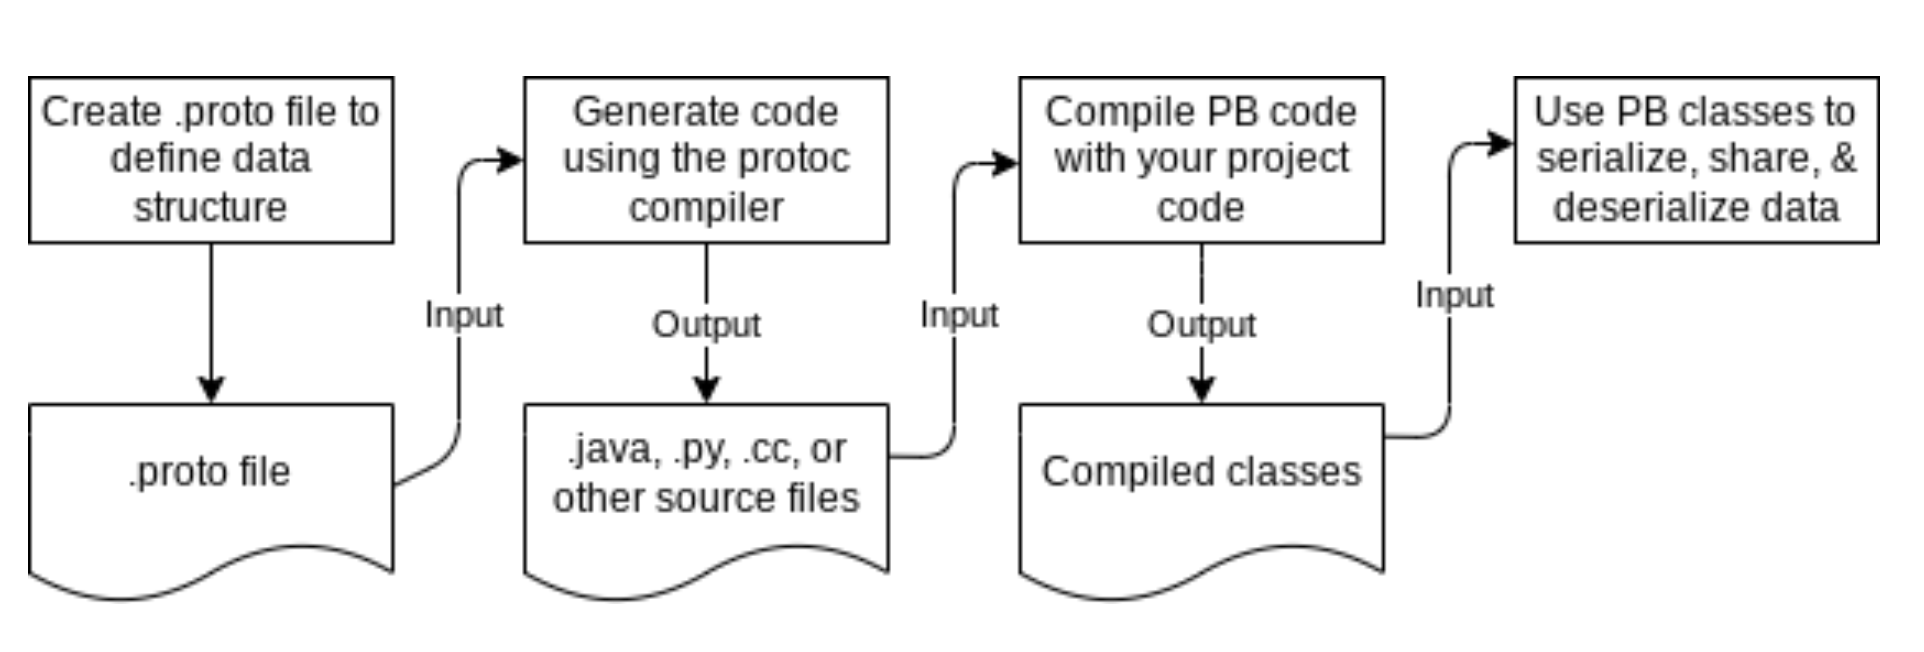 Create .proto file to
define data
structure
.proto file
Input
Generate code
using the protoc
compiler
Output
.java, .py, .cc, or
other source files
Input
Compile PB code
with your project
code
Output
Compiled classes
Input
Use PB classes to
serialize, share, &
deserialize data